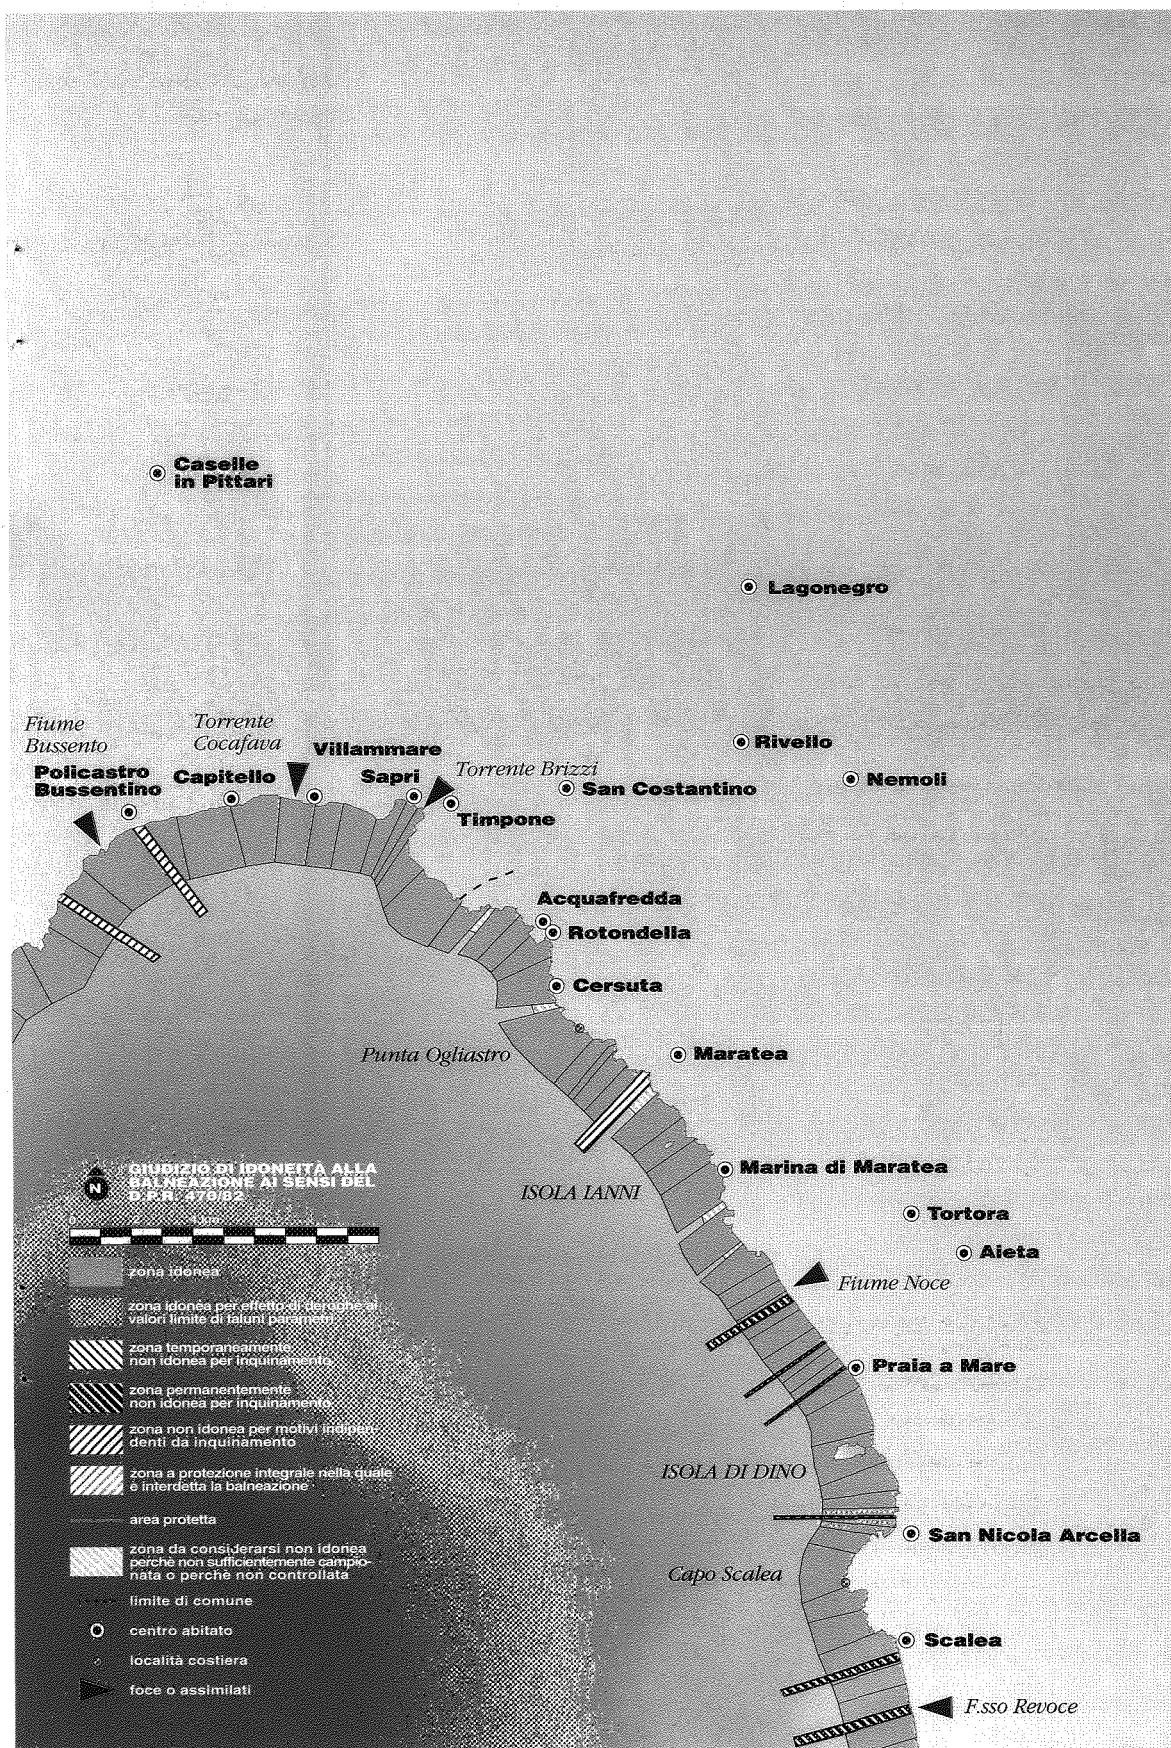 Caselle
in Pittari
Lagonegro
Fiume
Bussento
Torrente
Cocafava
Villammare
Rivello
Policastro
Bussentino
Capitello
Sapri
Torrente Brizzi
San Costantino
Nemoli
Timpone
Acquafredda
Rotondella
Cersuta
Punta Ogliastro
Maratea
Marina di Maratea
ISOLA IANNI
Tortora
Aieta
Fiume Noce
Praia a Mare
ISOLA DI DINO
San Nicola Arcella
Capo Scalea
Scalea
F.sso Revoce
N
GIUDIZIO DI IDONEITÀ ALLA
BALNEAZIONE AI SENSI DEL
D.P.R. 470/82
zona idonea
zona idonea per effetto di deroghe ai
valori limite di taluni parametri
zona temporaneamente
non idonea per inquinamento
zona permanentemente
non idonea per inquinamento
zona non idonea per motivi indipen-
denti da inquinamento
zona a protezione integrale nella quale
è interdetta la balneazione
area protetta
zona da considerarsi non idonea
perchè non sufficientemente campio-
nata o perchè non controllata
limite di comune
centro abitato
località costiera
foce o assimilati